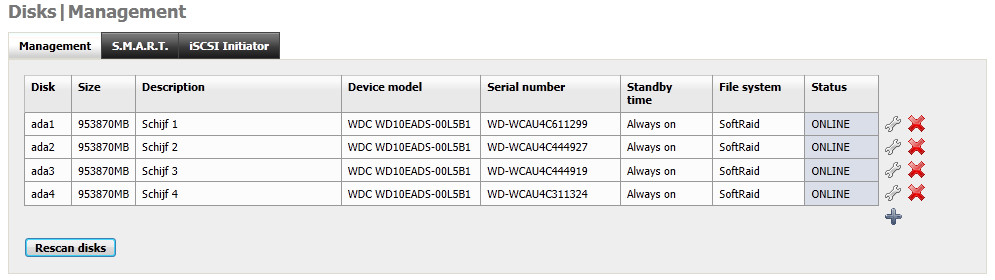 Disks|Management
Management S.M.A.R.T. iSCSI Initiator
Disk Size Description Device model Serial number Standby time File system Status
ada1 953870MB Schijf 1 WDC WD10EADS-00L5B1 WD-WCAU4C611299 Always on SoftRaid ONLINE
ada2 953870MB Schijf 2 WDC WD10EADS-00L5B1 WD-WCAU4C444927 Always on SoftRaid ONLINE
ada3 953870MB Schijf 3 WDC WD10EADS-00L5B1 WD-WCAU4C444919 Always on SoftRaid ONLINE
ada4 953870MB Schijf 4 WDC WD10EADS-00L5B1 WD-WCAU4C311324 Always on SoftRaid ONLINE
Rescan disks